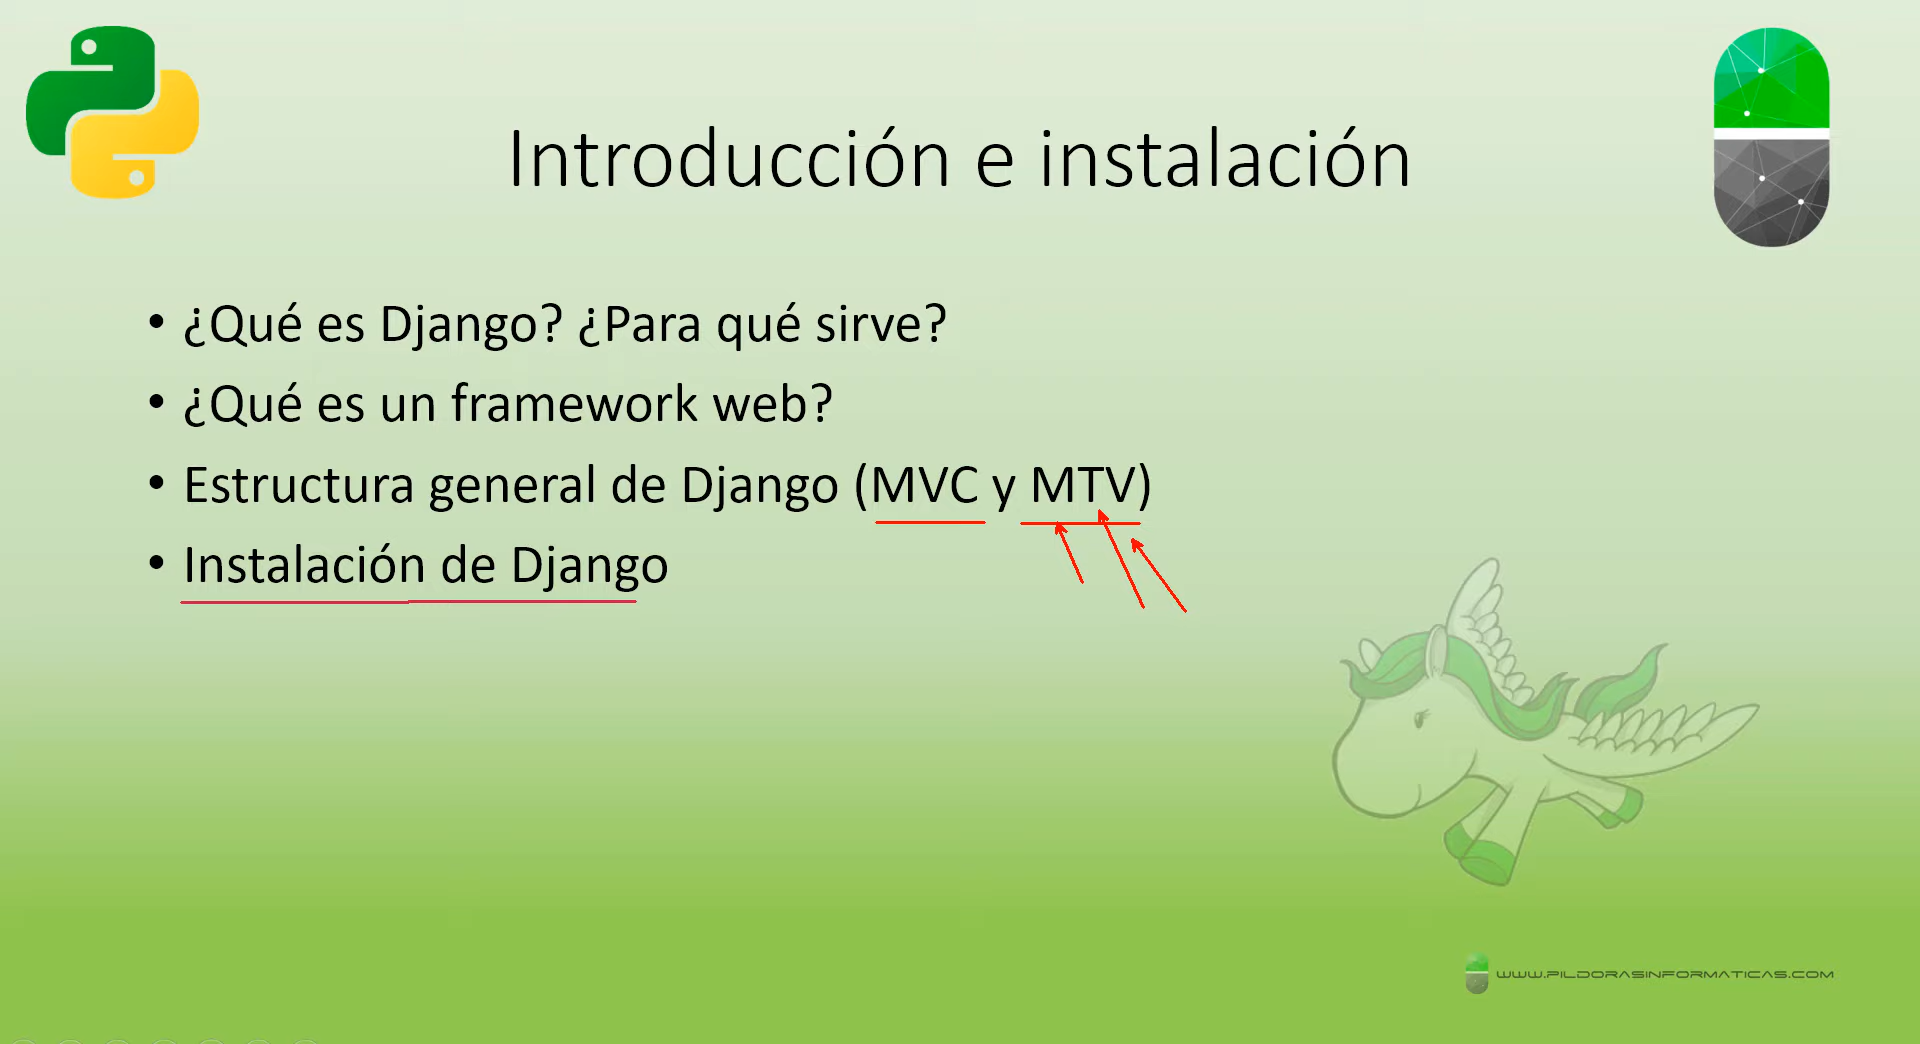 Introducción e instalación
• ¿Qué es Django? ¿Para qué sirve?
• ¿Qué es un framework web?
• Estructura general de Django (MVC y MTV)
• Instalación de Django
WWW.PILDORASINFORMATICAS.COM